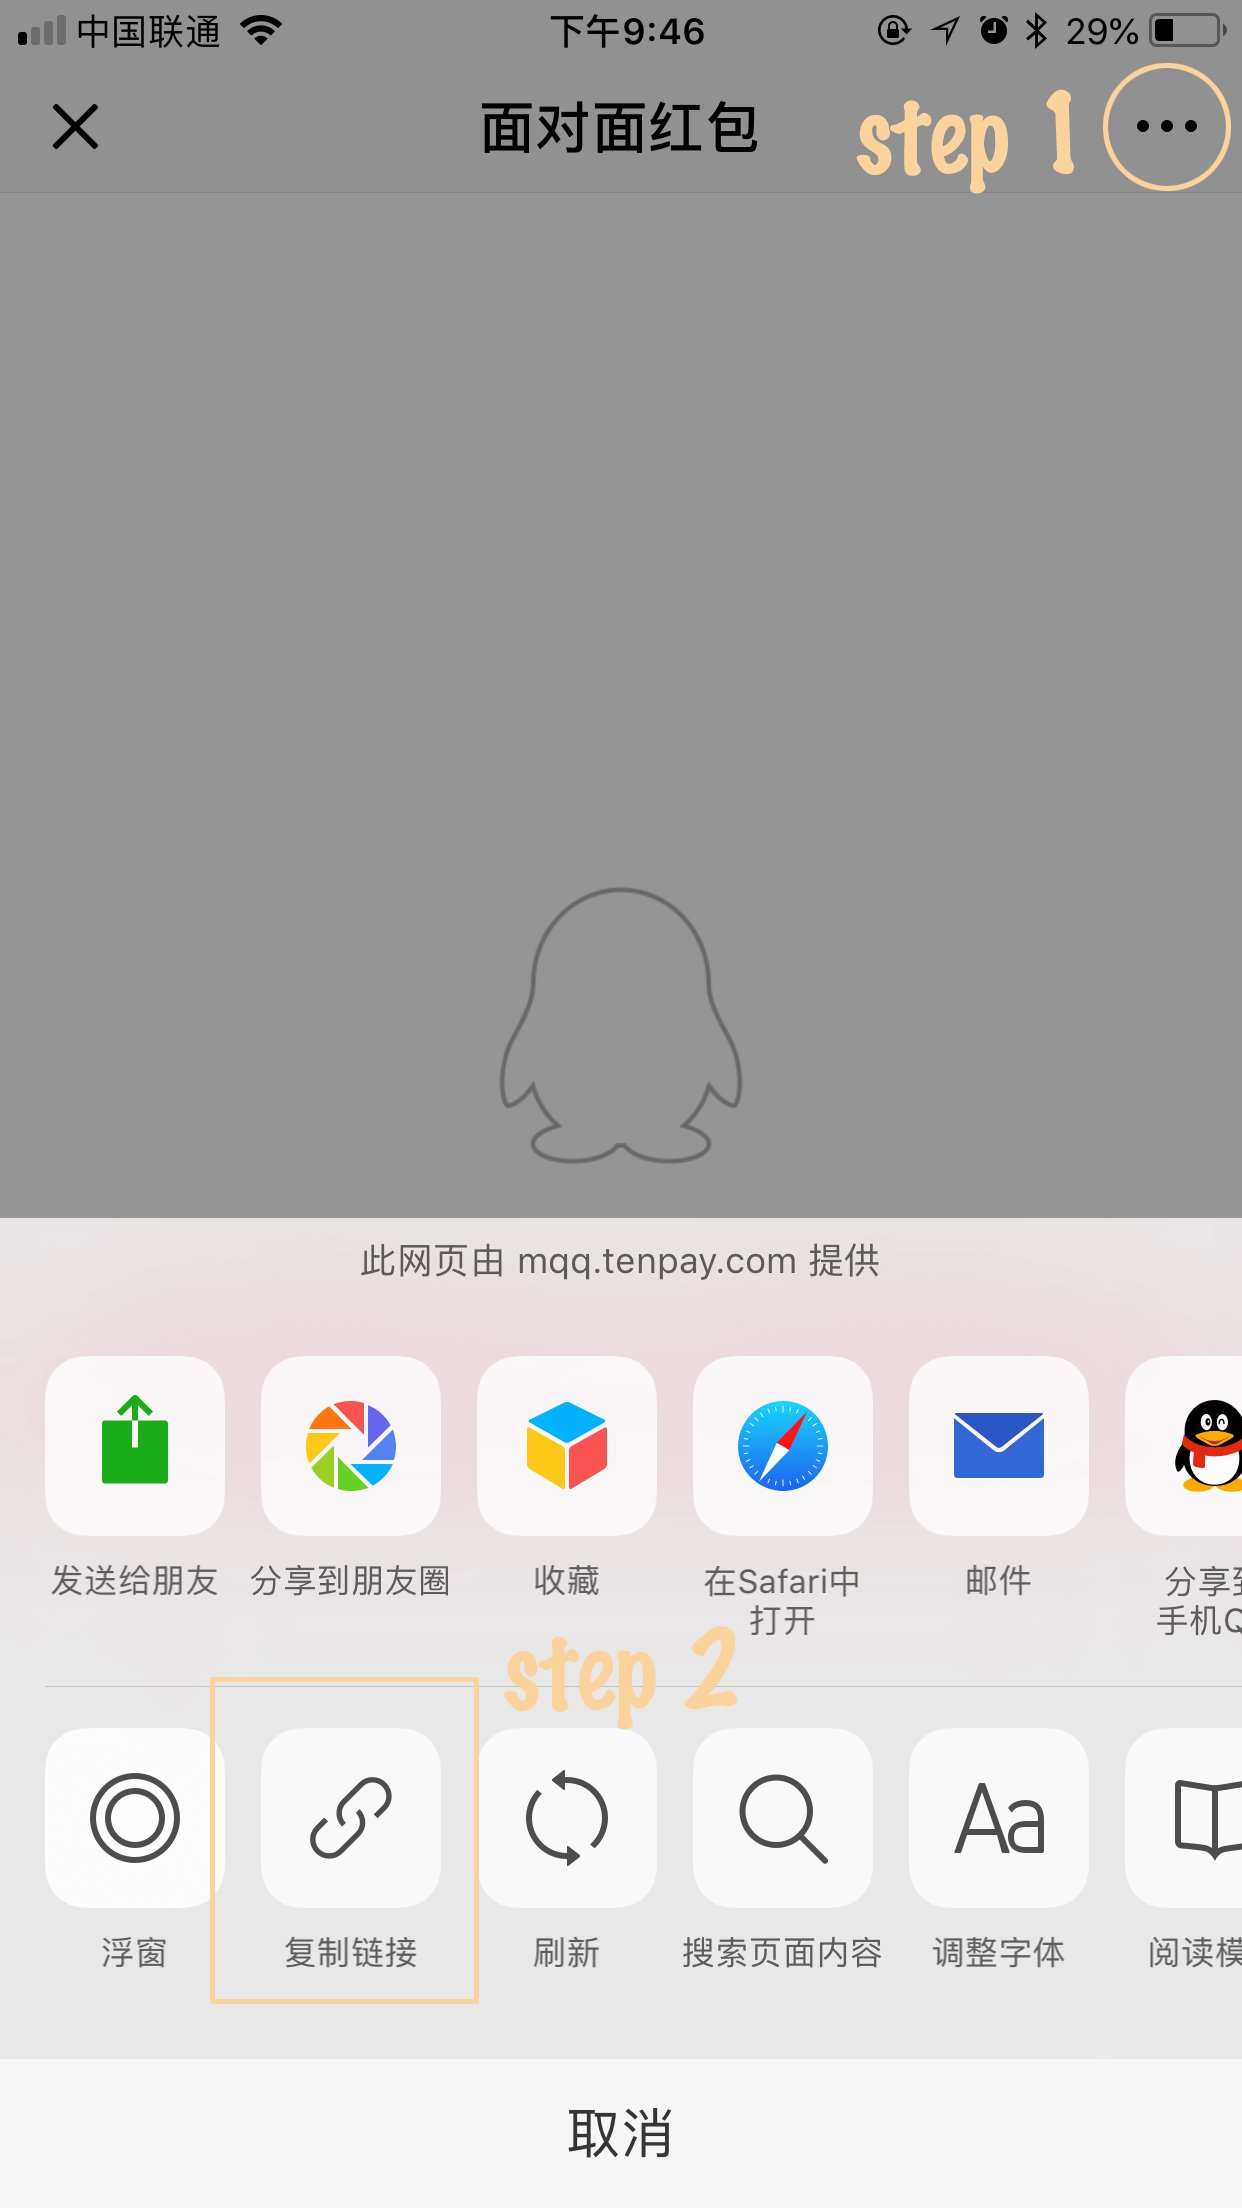 中国联通
下午9:46
29%
面对面红包
step 1
此网页由 mqq.tenpay.com 提供
发送给朋友
分享到朋友圈
收藏
在Safari中
打开
邮件
分享到
手机Q
step 2
浮窗
复制链接
刷新
搜索页面内容
Aa
调整字体
阅读模
取消